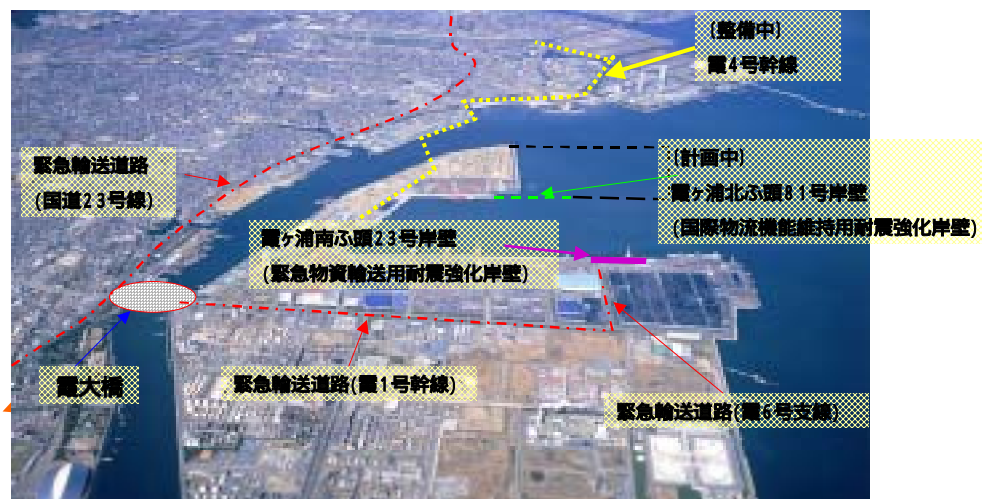 (整備中)
霞4号幹線
緊急輸送道路
(国道23号線)
(計画中)
霞ヶ浦北ふ頭81号岸壁
(国際物流機能維持用耐震強化岸壁)
霞ヶ浦南ふ頭23号岸壁
(緊急物資輸送用耐震強化岸壁)
霞大橋
緊急輸送道路(霞1号幹線)
緊急輸送道路(霞6号支線)